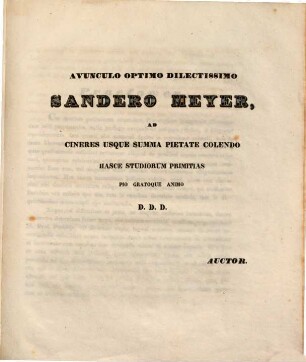 AVUNCULO OPTIMO DILECTISSIMO
SANDERO HEYER,
AD
CINERES USQUE SUMMA PIETATE COLENDO
HASCE STUDIORUM PRIMITIAS
PIO GRATOQUE ANIMO
D. D. D.
AUCTOR.